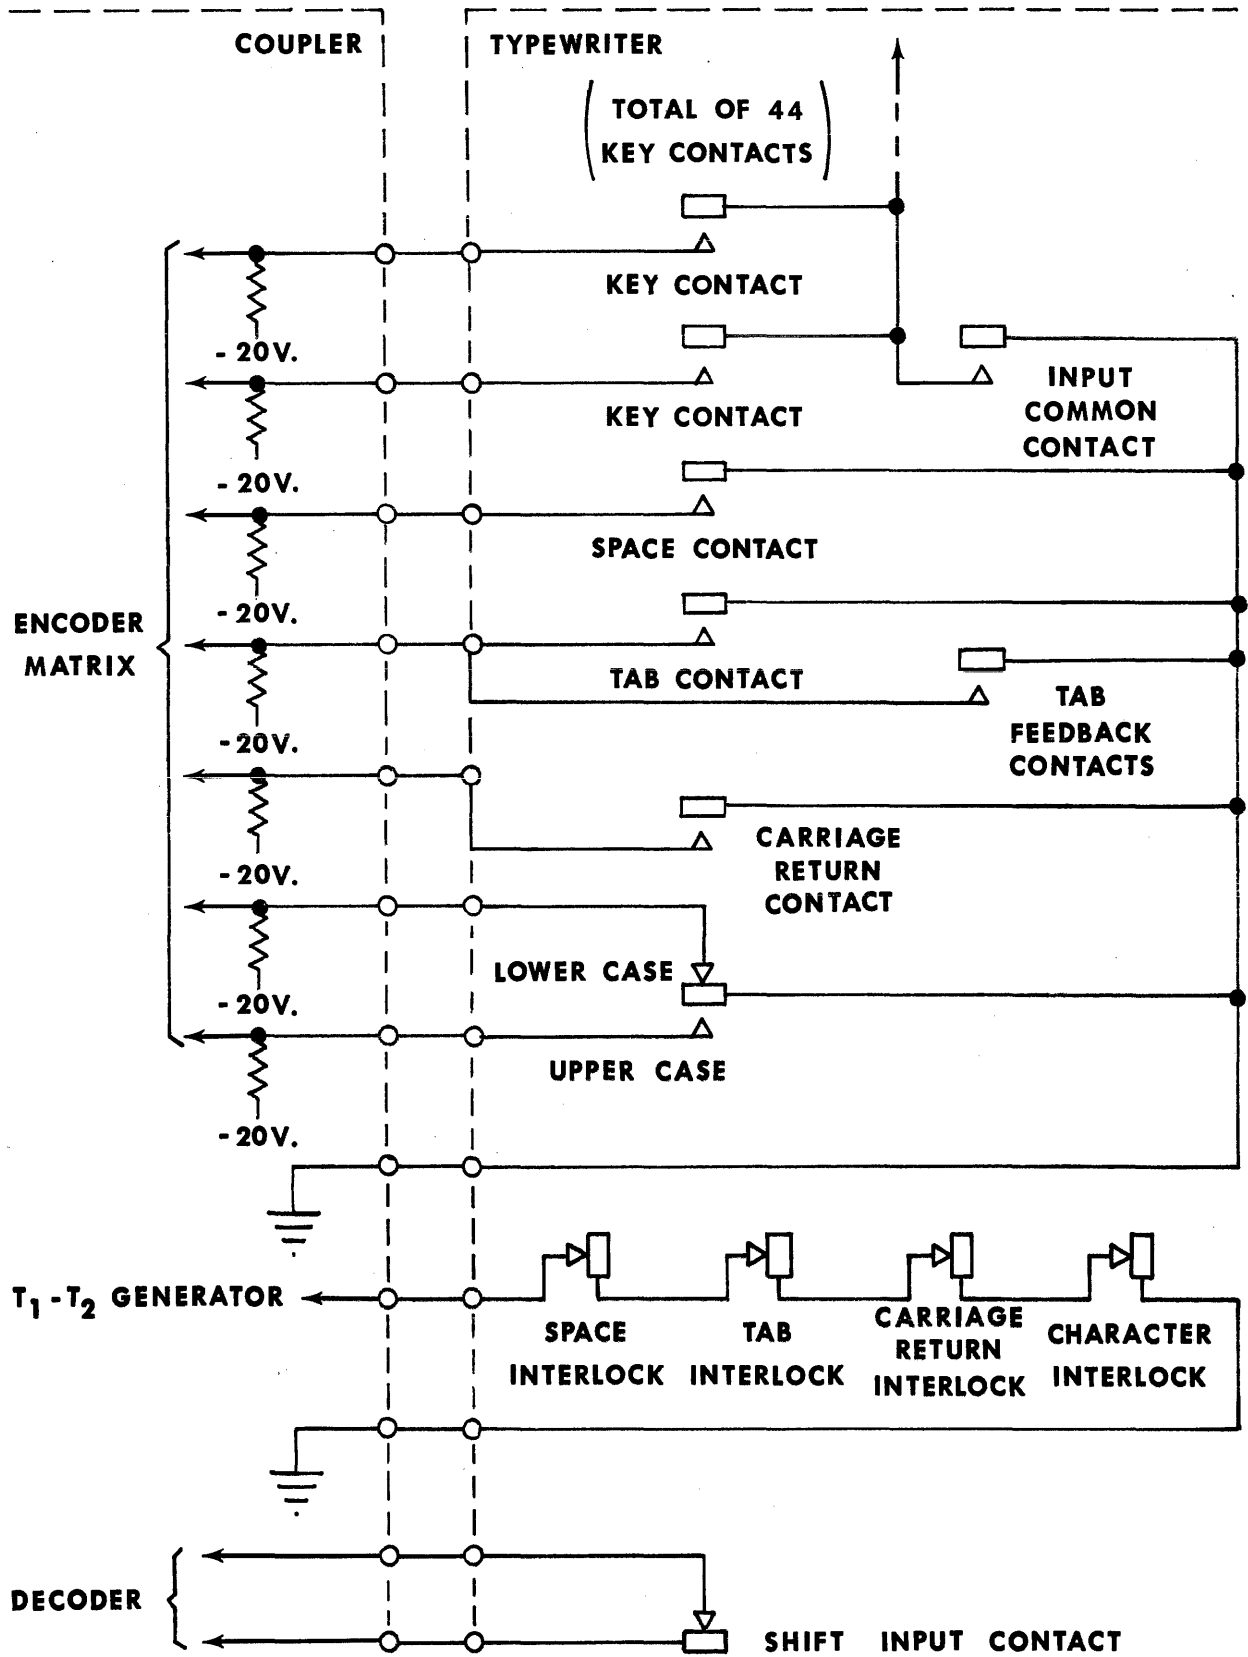 COUPLER
TYPEWRITER
TOTAL OF 44
KEY CONTACTS
KEY CONTACT
- 20V.
INPUT
COMMON
CONTACT
KEY CONTACT
- 20V.
SPACE CONTACT
- 20V.
ENCODER
MATRIX
TAB CONTACT
TAB
FEEDBACK
CONTACTS
- 20V.
CARRIAGE
RETURN
CONTACT
- 20V.
LOWER CASE
- 20V.
UPPER CASE
- 20V.
T1 - T2 GENERATOR
SPACE
INTERLOCK
TAB
INTERLOCK
CARRIAGE
RETURN
INTERLOCK
CHARACTER
INTERLOCK
DECODER
SHIFT INPUT CONTACT